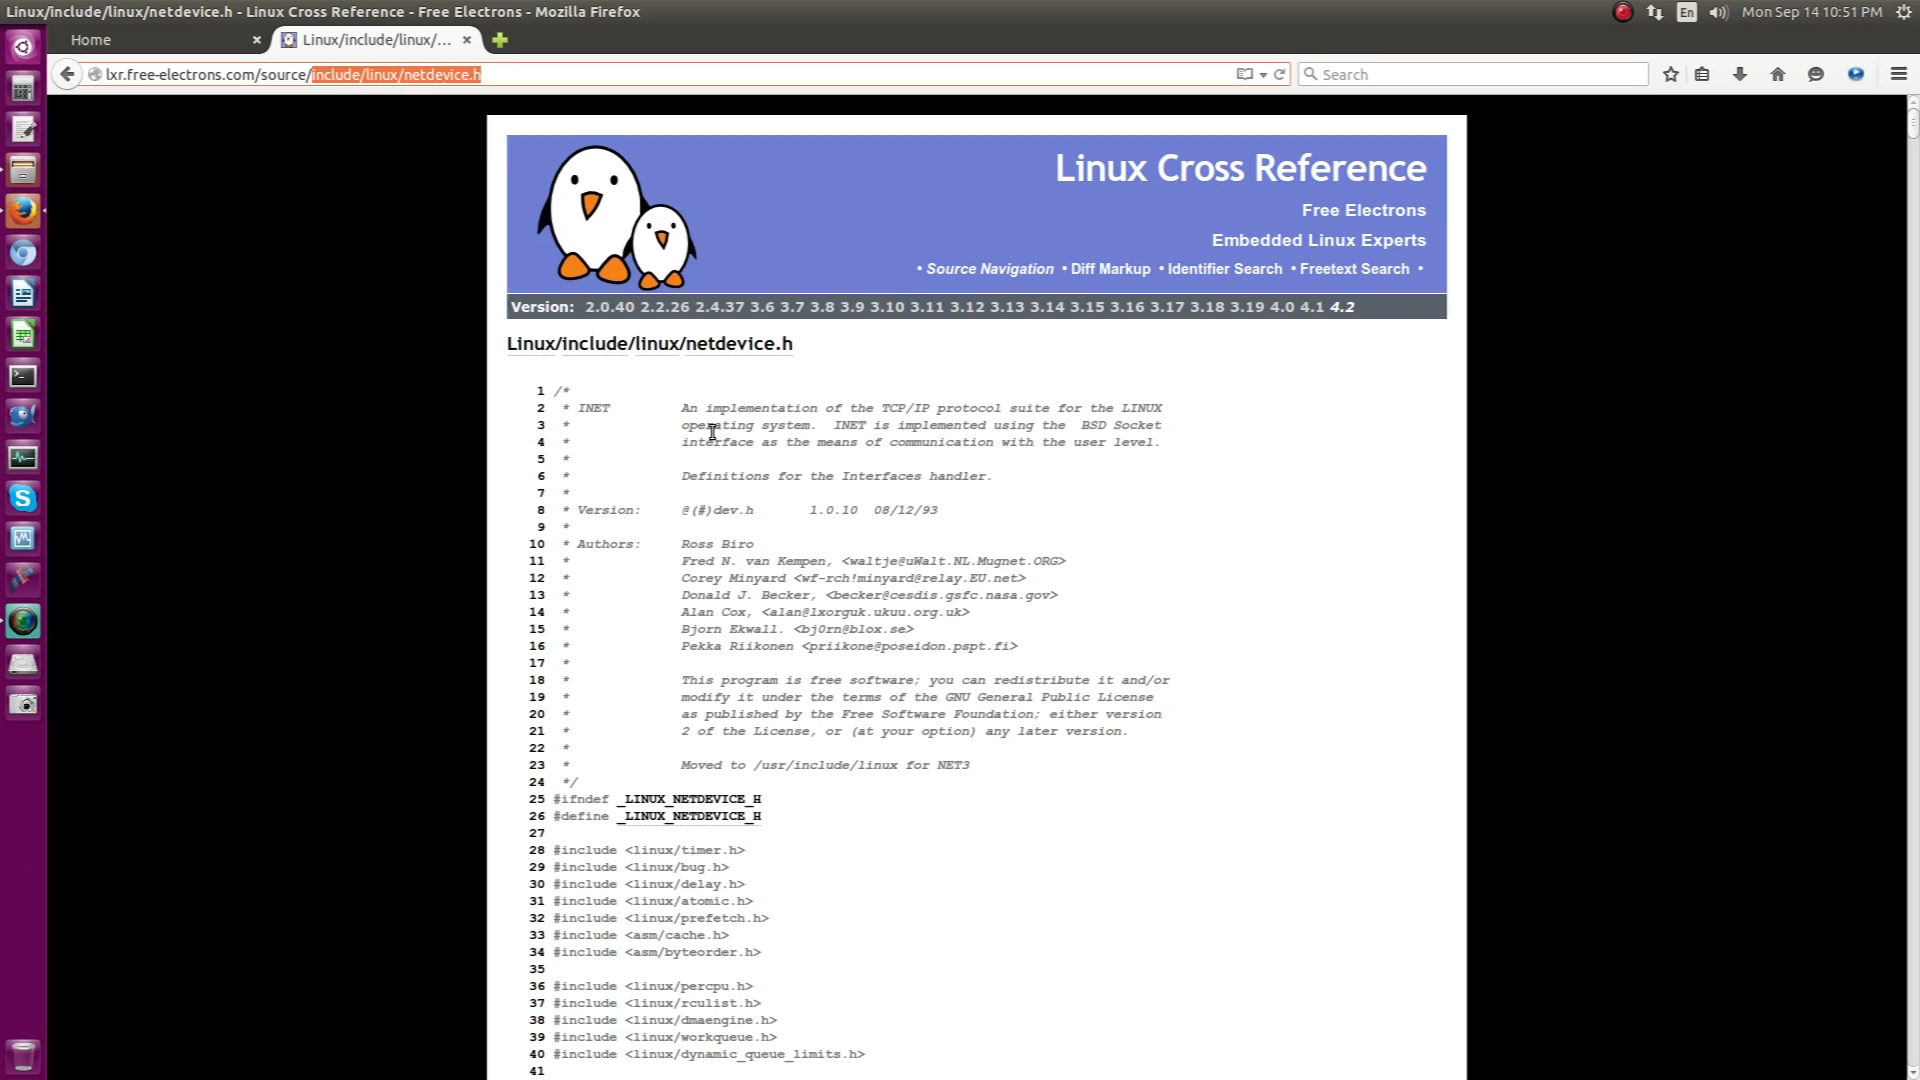 Linux/include/linux/netdevice.h - Linux Cross Reference - Free Electrons - Mozilla Firefox
En
Mon Sep 14 10:51 PM
Home
Linux/include/linux/...
lxr.free-electrons.com/source/include/linux/netdevice.h
Search
Linux Cross Reference
Free Electrons
Embedded Linux Experts
• Source Navigation • Diff Markup • Identifier Search • Freetext Search •
Version: 2.0.40 2.2.26 2.4.37 3.6 3.7 3.8 3.9 3.10 3.11 3.12 3.13 3.14 3.15 3.16 3.17 3.18 3.19 4.0 4.1 4.2
Linux/include/linux/netdevice.h
1 /*
2 * INET An implementation of the TCP/IP protocol suite for the LINUX
3 * operating system. INET is implemented using the BSD Socket
4 * interface as the means of communication with the user level.
5 *
6 * Definitions for the Interfaces handler.
7 *
8 * Version: @(#)dev.h 1.0.10 08/12/93
9 *
10 * Authors: Ross Biro
11 * Fred N. van Kempen, <waltje@uWalt.NL.Mugnet.ORG>
12 * Corey Minyard <wf-rch!minyard@relay.EU.net>
13 * Donald J. Becker, <becker@cesdis.gsfc.nasa.gov>
14 * Alan Cox, <alan@lxorguk.ukuu.org.uk>
15 * Bjorn Ekwall. <bj0rn@blox.se>
16 * Pekka Riikonen <priikone@poseidon.pspt.fi>
17 *
18 * This program is free software; you can redistribute it and/or
19 * modify it under the terms of the GNU General Public License
20 * as published by the Free Software Foundation; either version
21 * 2 of the License, or (at your option) any later version.
22 *
23 * Moved to /usr/include/linux for NET3
24 */
25 #ifndef _LINUX_NETDEVICE_H
26 #define _LINUX_NETDEVICE_H
27
28 #include <linux/timer.h>
29 #include <linux/bug.h>
30 #include <linux/delay.h>
31 #include <linux/atomic.h>
32 #include <linux/prefetch.h>
33 #include <asm/cache.h>
34 #include <asm/byteorder.h>
35
36 #include <linux/percpu.h>
37 #include <linux/rculist.h>
38 #include <linux/dmaengine.h>
39 #include <linux/workqueue.h>
40 #include <linux/dynamic_queue_limits.h>
41